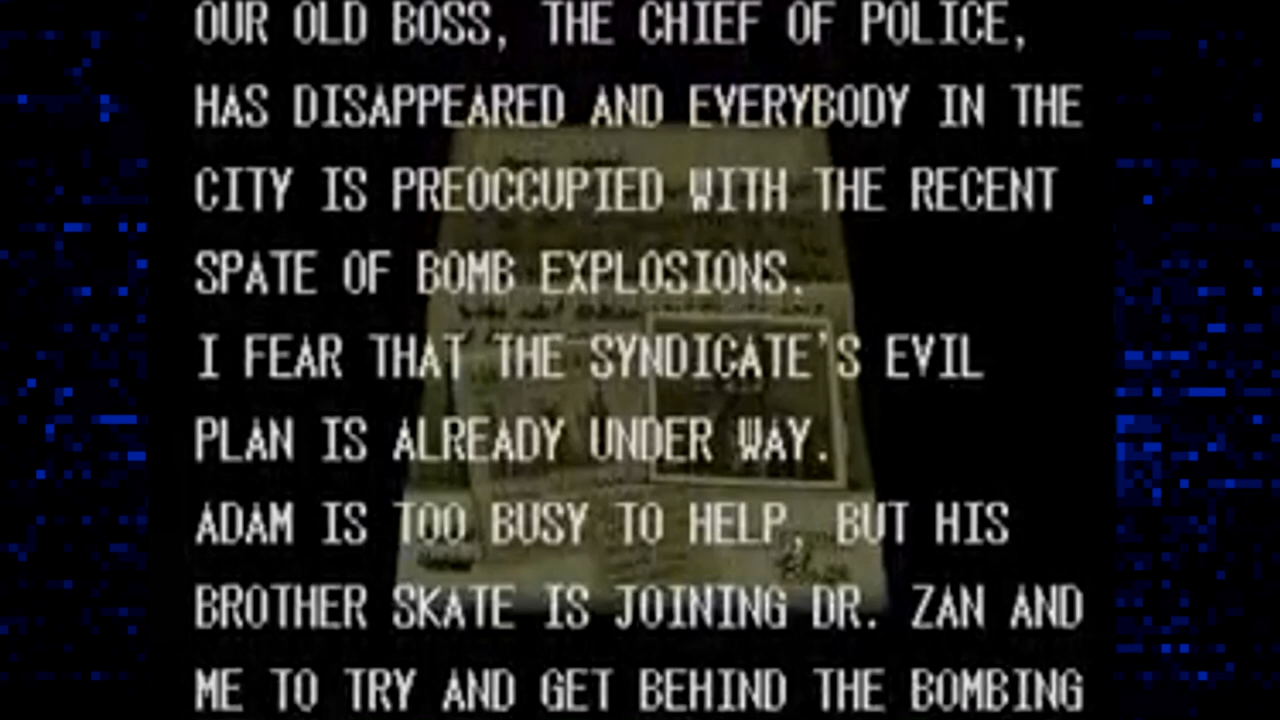 OUR OLD BOSS, THE CHIEF OF POLICE,
HAS DISAPPEARED AND EVERYBODY IN THE
CITY IS PREOCCUPIED WITH THE RECENT
SPATE OF BOMB EXPLOSIONS.
I FEAR THAT THE SYNDICATE'S EVIL
PLAN IS ALREADY UNDER WAY.
ADAM IS TOO BUSY TO HELP, BUT HIS
BROTHER SKATE IS JOINING DR. ZAN AND
ME TO TRY AND GET BEHIND THE BOMBING